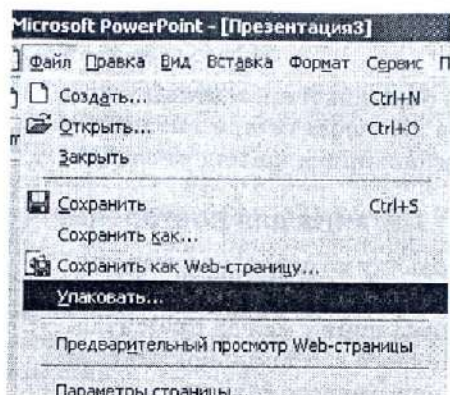 Microsoft PowerPoint - [Презентация3]
Файл Правка Вид Вставка Формат Сервис П
Создать... Ctrl+N
Открыть... Ctrl+O
Закрыть
Сохранить Ctrl+S
Сохранить как...
Сохранить как Web-страницу...
Упаковать...
Предварительный просмотр Web-страницы
Параметры страницы